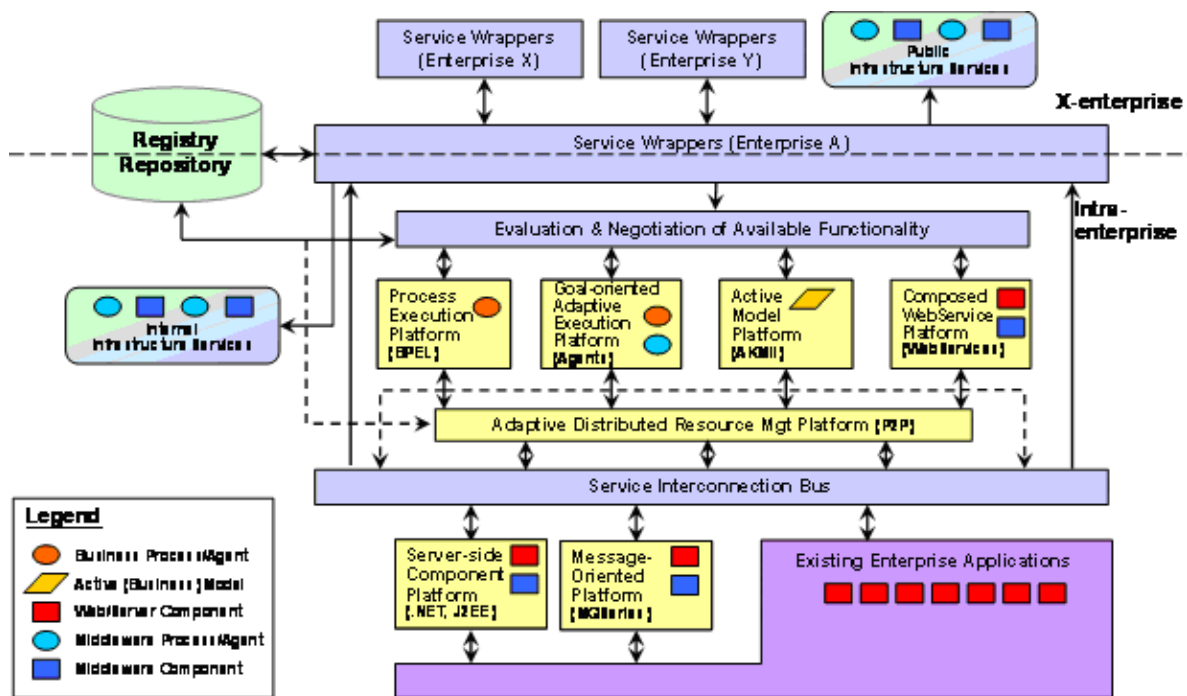 Service Wrappers
(Enterprise X)
Service Wrappers
(Enterprise Y)
Public
Infrastructure Services
X-enterprise
Registry
Repository
Service Wrappers (Enterprise A)
Intra-
enterprise
Evaluation & Negotiation of Available Functionality
Internal
Infrastructure Services
Process
Execution
Platform
[BPEL]
Goal-oriented
Adaptive
Execution
Platform
[Agents]
Active
Model
Platform
[AKMii]
Composed
WebService
Platform
[WebServices]
Adaptive Distributed Resource Mgt Platform [P2P]
Service Interconnection Bus
Server-side
Component
Platform
[.NET, J2EE]
Message-
Oriented
Platform
[MQSeries]
Existing Enterprise Applications
Legend
Business Process/Agent
Active [Business] Model
Web/Server Component
Middleware Process/Agent
Middleware Component